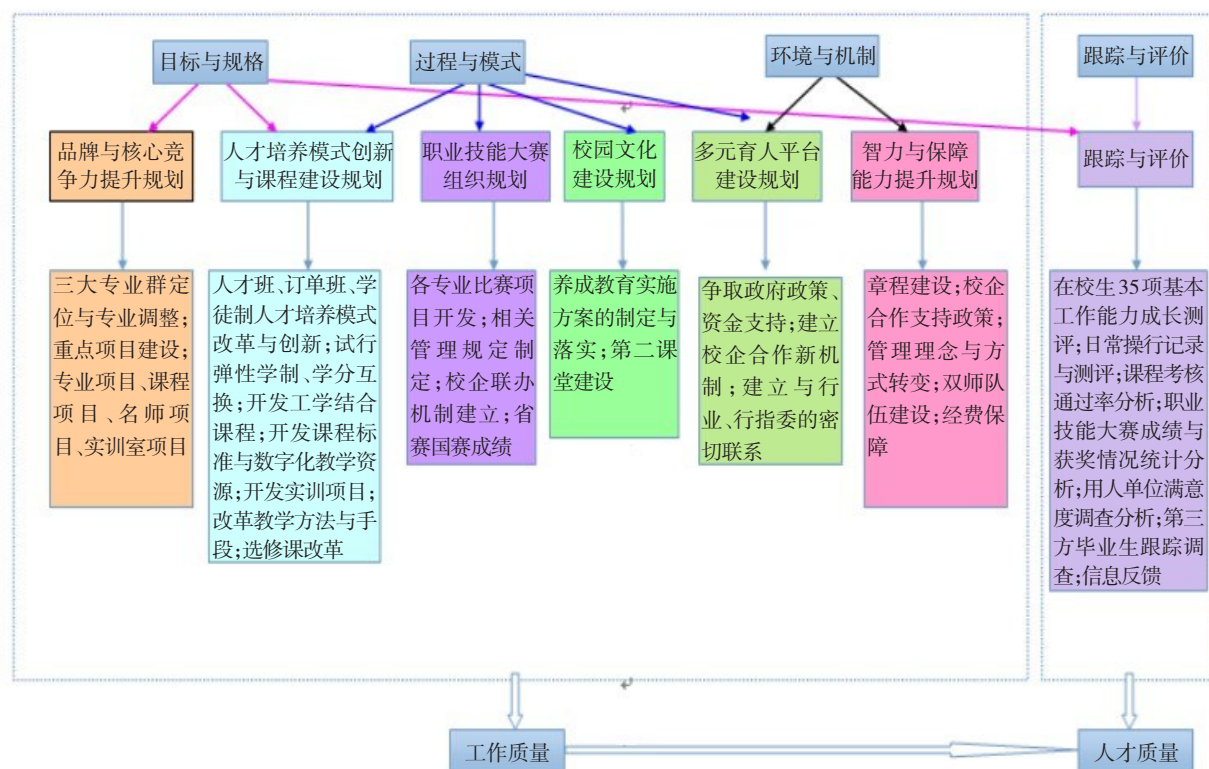 目标与规格
过程与模式
环境与机制
跟踪与评价
品牌与核心竞
争力提升规划
人才培养模式创新
与课程建设规划
职业技能大赛
组织规划
校园文化
建设规划
多元育人平台
建设规划
智力与保障
能力提升规划
跟踪与评价
三大专业群定
位与专业调整;
重点项目建设;
专业项目、课程
项目、名师项
目、实训室项目
人才班、订单班、学
徒制人才培养模式
改革与创新;试行
弹性学制、学分互
换;开发工学结合
课程;开发课程标
准与数字化教学资
源;开发实训项目;
改革教学方法与手
段;选修课改革
各专业比赛项
目开发;相关
管理规定制
定;校企联办
机制建立;省
赛国赛成绩
养成教育实施
方案的制定与
落实;第二课
堂建设
争取政府政策、
资金支持;建立
校企合作新机
制;建立与行
业、行指委的密
切联系
章程建设;校企
合作支持政策;
管理理念与方
式转变;双师队
伍建设;经费保
障
在校生35项基本
工作能力成长测
评;日常操行记录
与测评;课程考核
通过率分析;职业
技能大赛成绩与
获奖情况统计分
析;用人单位满意
度调查分析;第三
方毕业生跟踪调
查;信息反馈
工作质量
人才质量